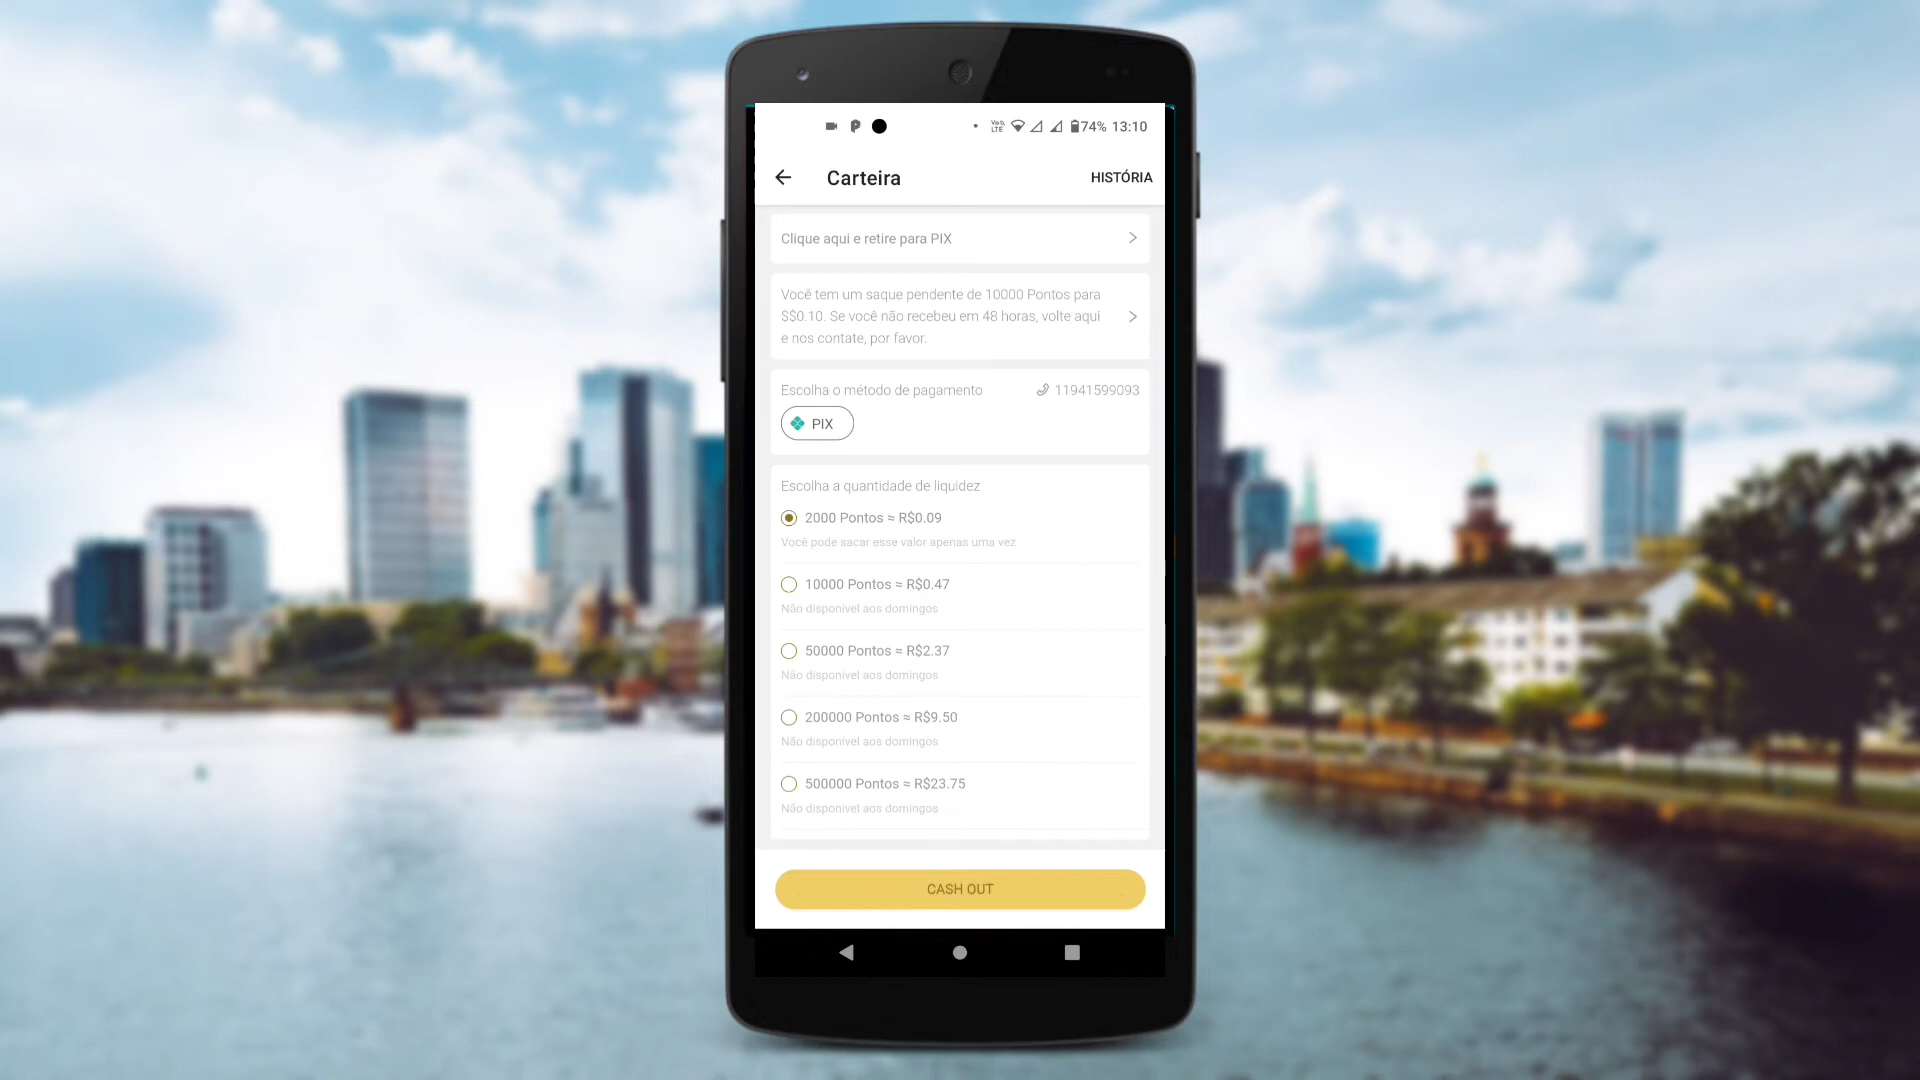 74% 13:10
Carteira
HISTÓRIA
Clique aqui e retire para PIX
Você tem um saque pendente de 10000 Pontos para
S$0.10. Se você não recebeu em 48 horas, volte aqui
e nos contate, por favor.
Escolha o método de pagamento
11941599093
PIX
Escolha a quantidade de liquidez
2000 Pontos ≈ R$0.09
Você pode sacar esse valor apenas uma vez
10000 Pontos ≈ R$0.47
Não disponível aos domingos
50000 Pontos ≈ R$2.37
Não disponível aos domingos
200000 Pontos ≈ R$9.50
Não disponível aos domingos
500000 Pontos ≈ R$23.75
Não disponível aos domingos
CASH OUT